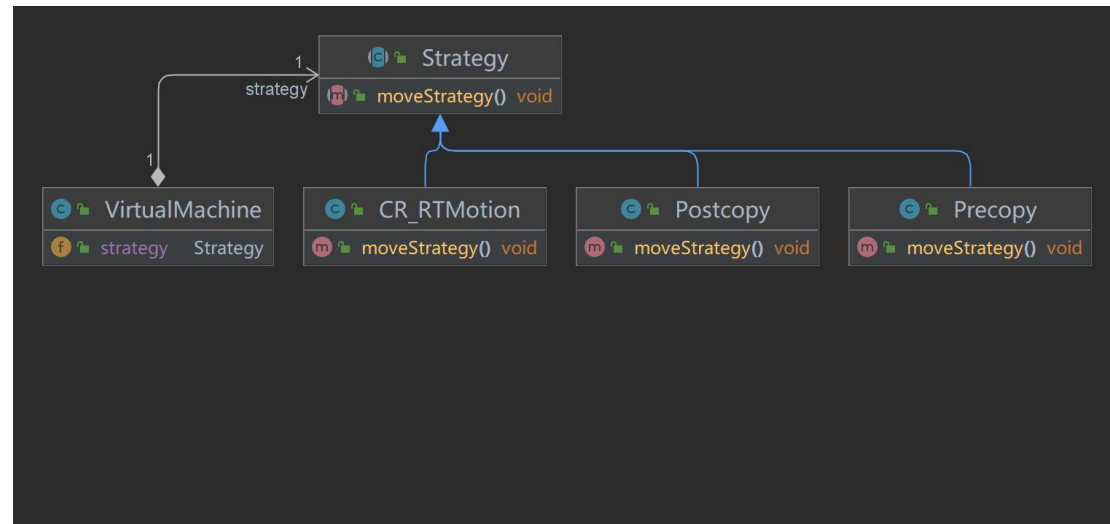 Strategy
1
strategy
moveStrategy() void
1
VirtualMachine
strategy Strategy
CR_RTMotion
moveStrategy() void
Postcopy
moveStrategy() void
Precopy
moveStrategy() void